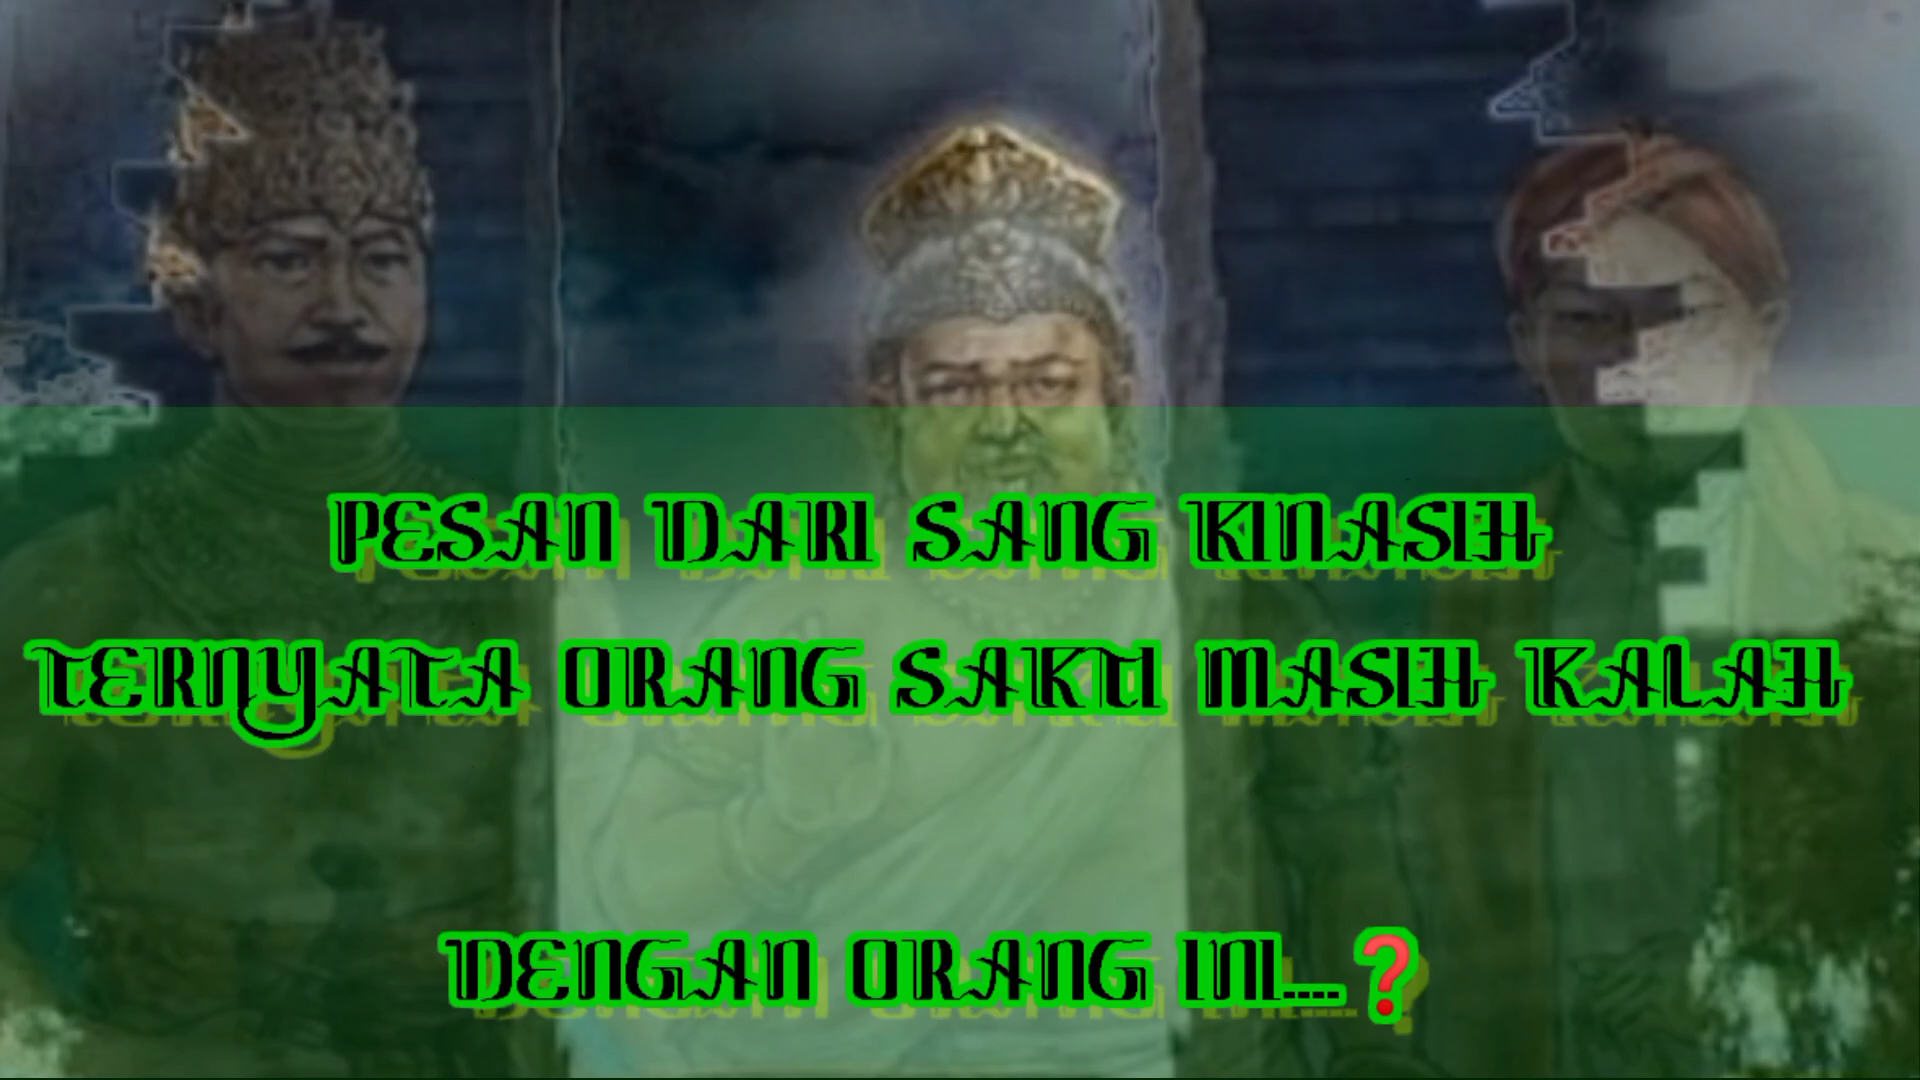 PESAN DARI SANG KINASIH
TERNYATA ORANG SAKTI MASIH KALAH
DENGAN ORANG INI....❓